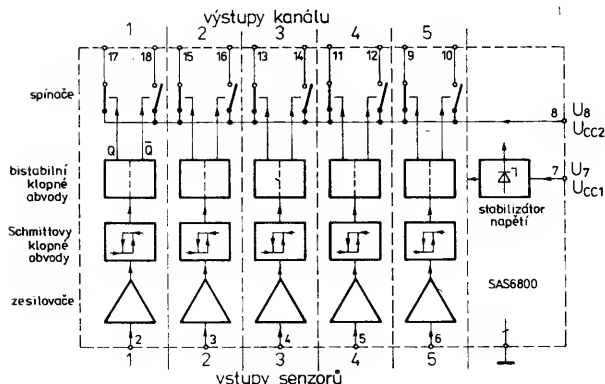 výstupy kanálu
1 2 3 4 5
17 18 15 16 13 14 11 12 9 10
spínače
8 U8
UCC2
Q Q̄
bistabilní
klopné
obvody
7 U7
UCC1
stabilizátor
napětí
Schmittovy
klopné
obvody
zesilovače
SAS6800
2 3 4 5 6
1 2 3 4 5
vstupy senzorů